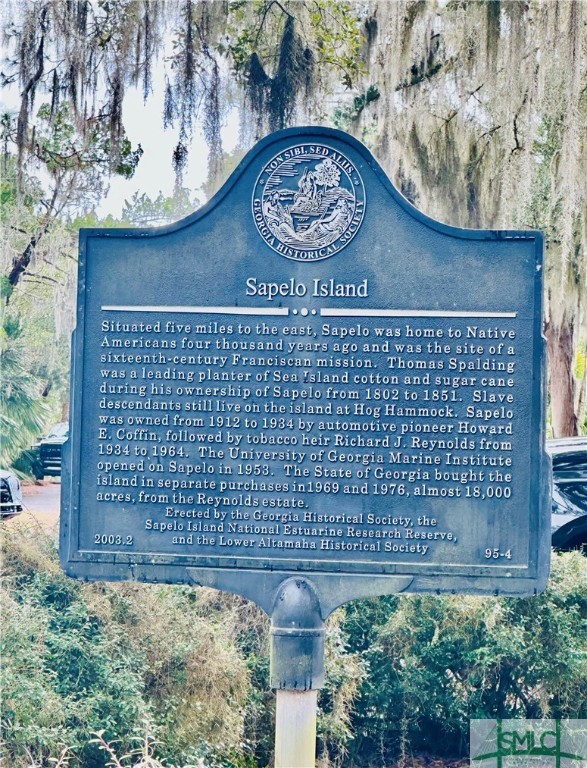 NON SIBI, SED ALIIS
GEORGIA HISTORICAL SOCIETY
Sapelo Island
Situated five miles to the east, Sapelo was home to Native
Americans four thousand years ago and was the site of a
sixteenth-century Franciscan mission. Thomas Spalding
was a leading planter of Sea Island cotton and sugar cane
during his ownership of Sapelo from 1802 to 1851. Slave
descendants still live on the island at Hog Hammock. Sapelo
was owned from 1912 to 1934 by automotive pioneer Howard
E. Coffin, followed by tobacco heir Richard J. Reynolds from
1934 to 1964. The University of Georgia Marine Institute
opened on Sapelo in 1953. The State of Georgia bought the
island in separate purchases in1969 and 1976, almost 18,000
acres, from the Reynolds estate.
Erected by the Georgia Historical Society, the
Sapelo Island National Estuarine Research Reserve,
and the Lower Altamaha Historical Society
2003.2
95-4
SMLC